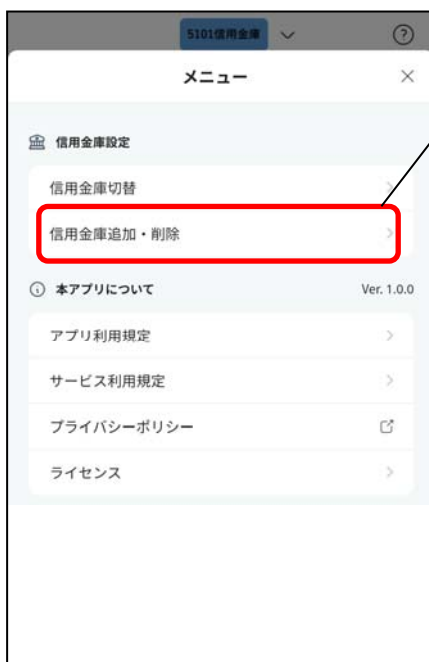 5101信用金庫
メニュー
信用金庫設定
信用金庫切替
信用金庫追加・削除
本アプリについて Ver. 1.0.0
アプリ利用規定
サービス利用規定
プライバシーポリシー
ライセンス